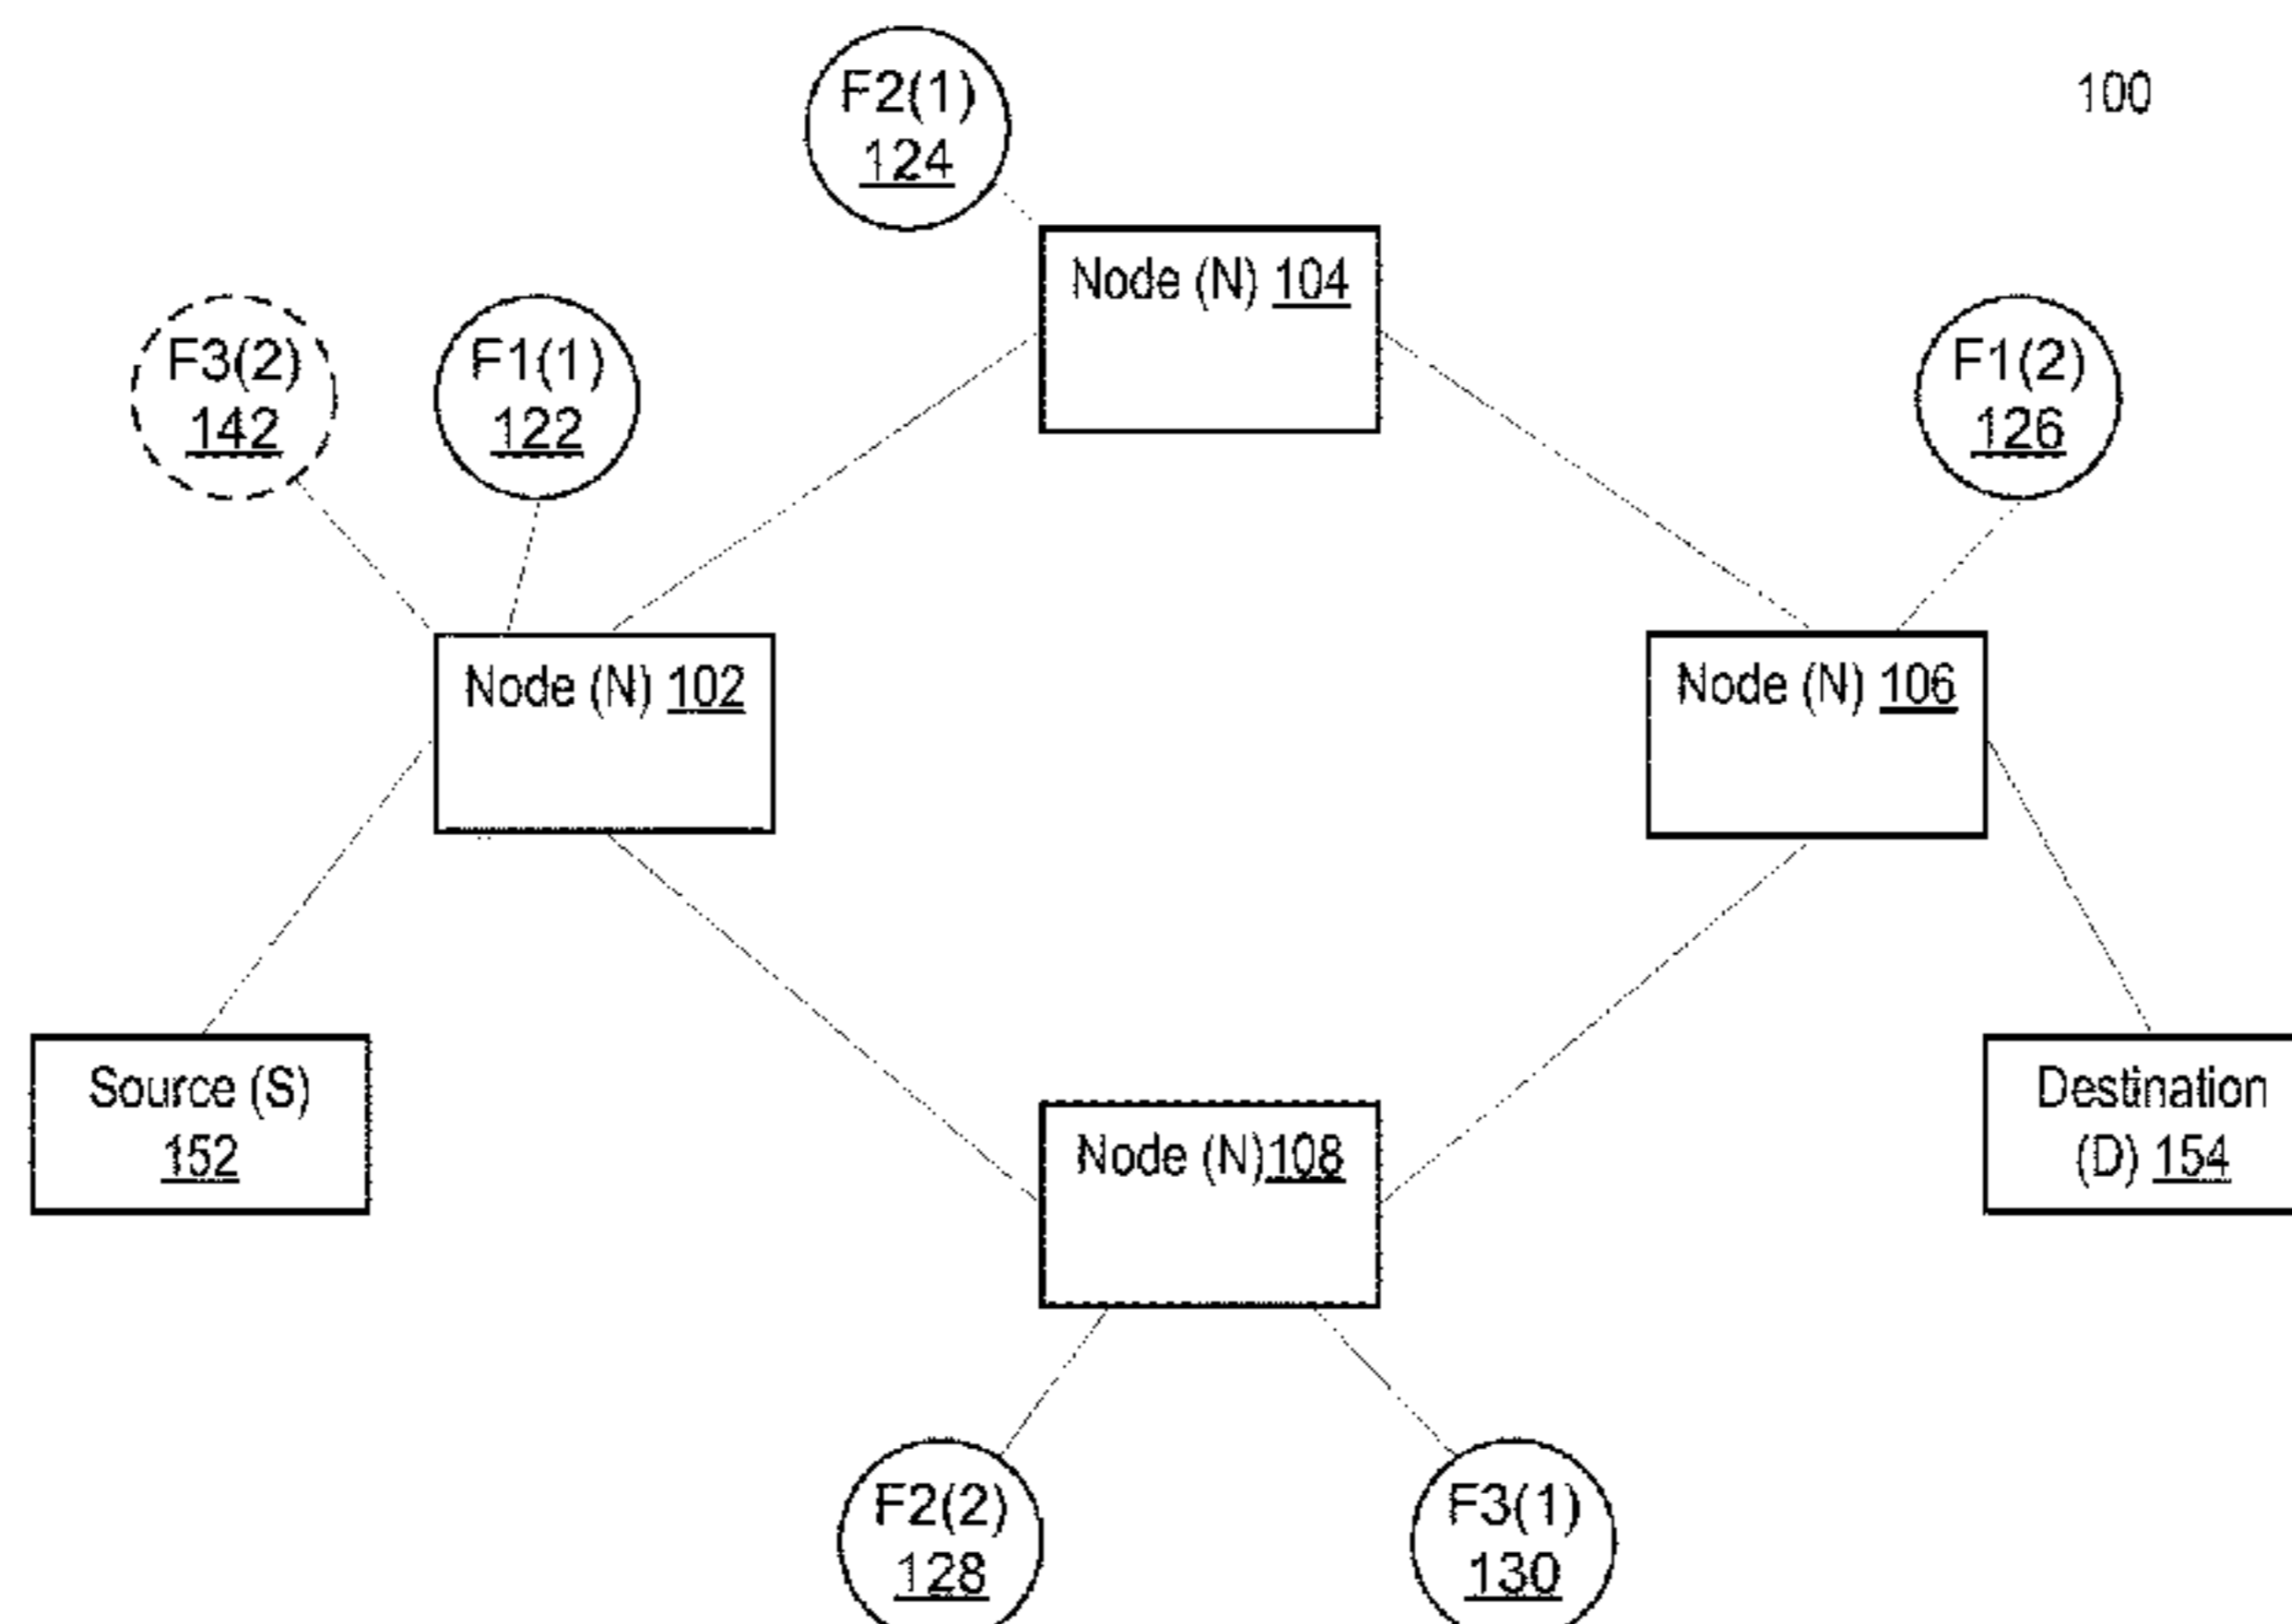 F2(1)
124
100
Node (N) 104
F3(2)
142
F1(1)
122
F1(2)
126
Node (N) 102
Node (N) 106
Source (S)
152
Node (N)108
Destination
(D) 154
F2(2)
128
F3(1)
130